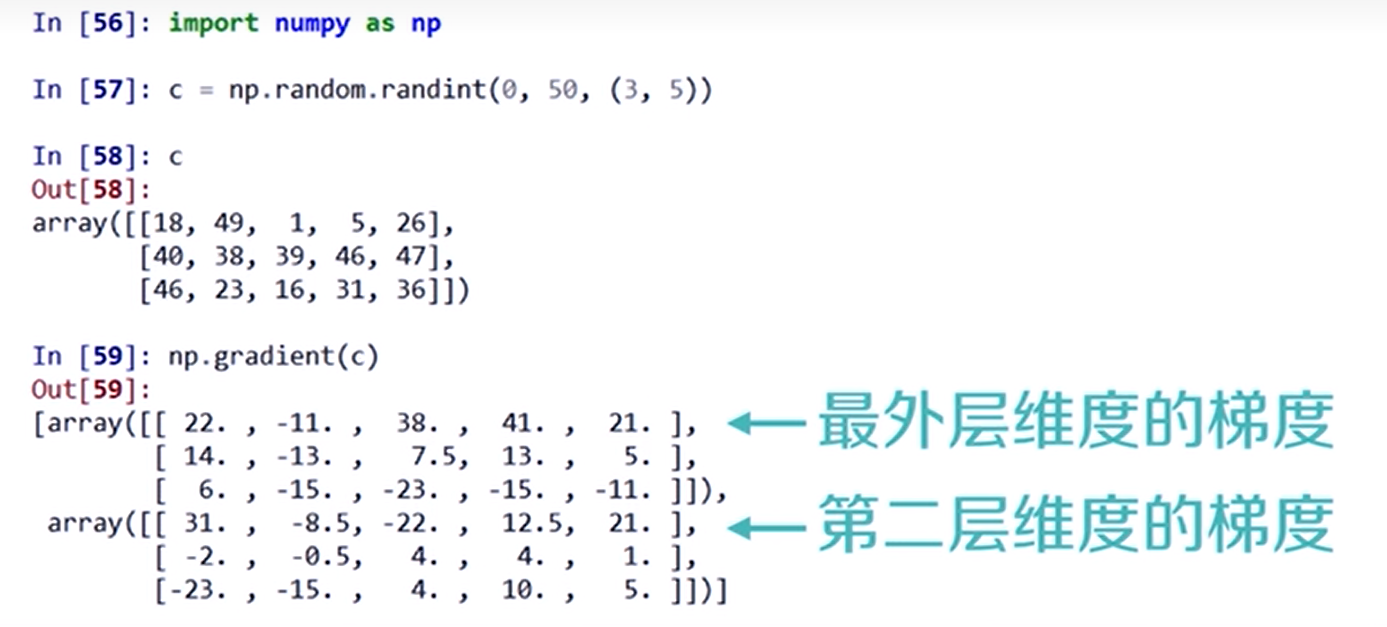 In [56]: import numpy as np
In [57]: c = np.random.randint(0, 50, (3, 5))
In [58]: c
Out[58]:
array([[18, 49,  1,  5, 26],
       [40, 38, 39, 46, 47],
       [46, 23, 16, 31, 36]])
In [59]: np.gradient(c)
Out[59]:
[array([[ 22. , -11. ,  38. ,  41. ,  21. ], ←最外层维度的梯度
        [ 14. , -13. ,   7.5,  13. ,   5. ],
        [  6. , -15. , -23. , -15. , -11. ]]),
 array([[ 31. ,  -8.5, -22. ,  12.5,  21. ], ←第二层维度的梯度
        [ -2. ,  -0.5,   4. ,   4. ,   1. ],
        [-23. , -15. ,   4. ,  10. ,   5. ]])]